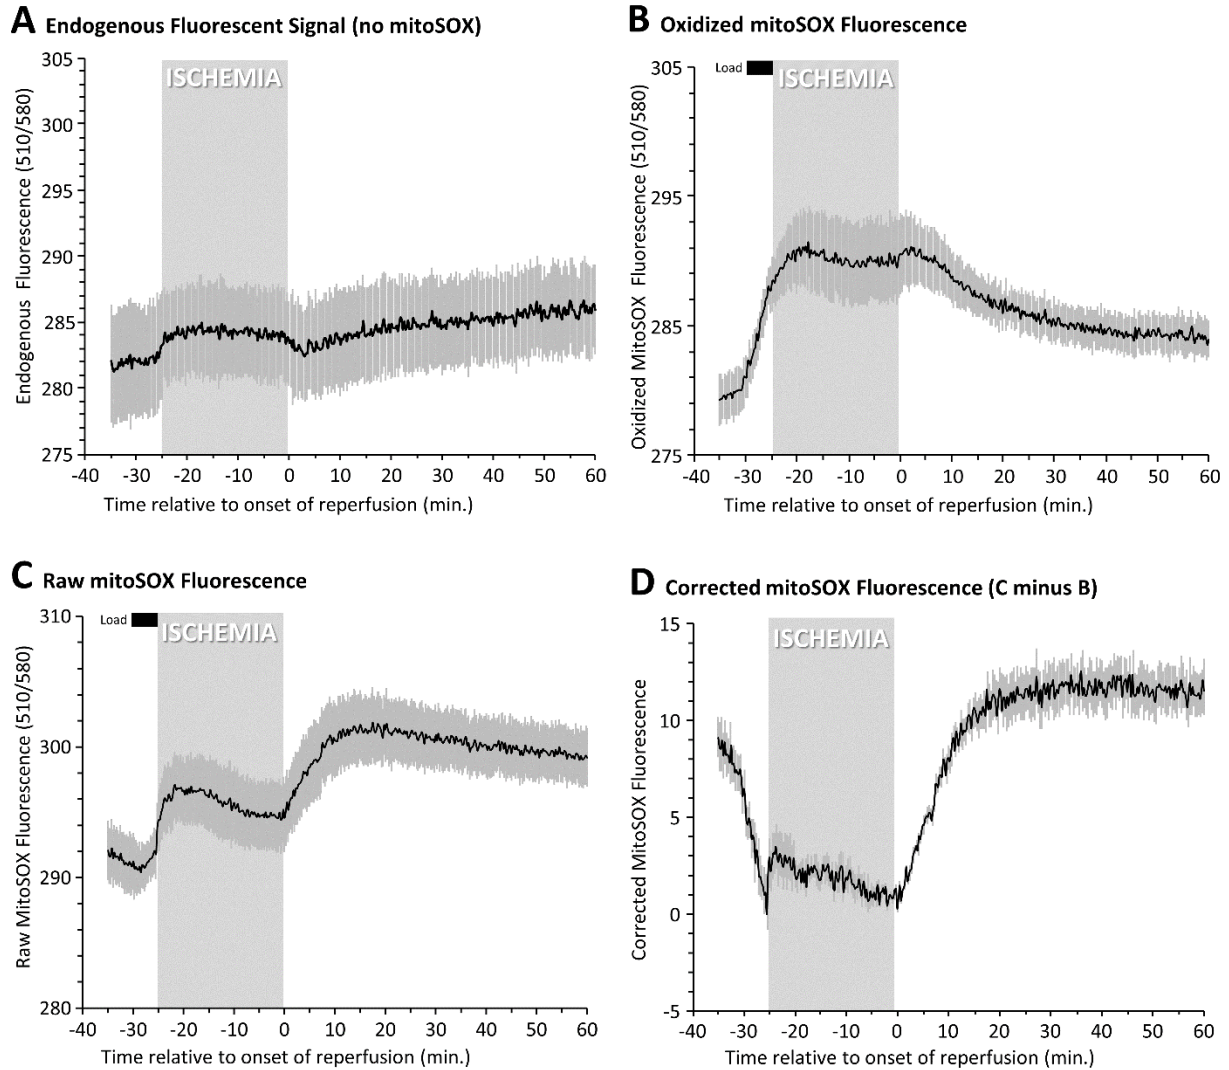 A Endogenous Fluorescent Signal (no mitoSOX)
305
300
295
290
285
280
275
Endogenous Fluorescence (510/580)
ISCHEMIA
-40 -30 -20 -10 0 10 20 30 40 50 60
Time relative to onset of reperfusion (min.)
B Oxidized mitoSOX Fluorescence
305
295
285
275
Oxidized MitoSOX Fluorescence (510/580)
Load
ISCHEMIA
-40 -30 -20 -10 0 10 20 30 40 50 60
Time relative to onset of reperfusion (min.)
C Raw mitoSOX Fluorescence
310
300
290
280
Raw MitoSOX Fluorescence (510/580)
Load
ISCHEMIA
-40 -30 -20 -10 0 10 20 30 40 50 60
Time relative to onset of reperfusion (min.)
D Corrected mitoSOX Fluorescence (C minus B)
15
10
5
0
-5
Corrected MitoSOX Fluorescence
ISCHEMIA
-40 -30 -20 -10 0 10 20 30 40 50 60
Time relative to onset of reperfusion (min.)